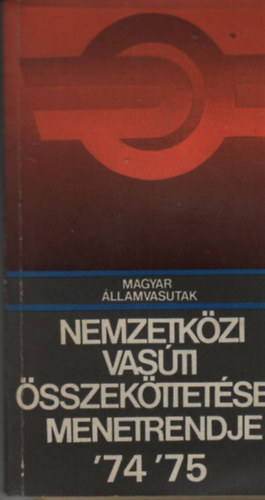 MAGYAR
ÁLLAMVASUTAK
NEMZETKÖZI
VASÚTI
ÖSSZEKÖTTETÉSE
MENETRENDJE
'74 '75